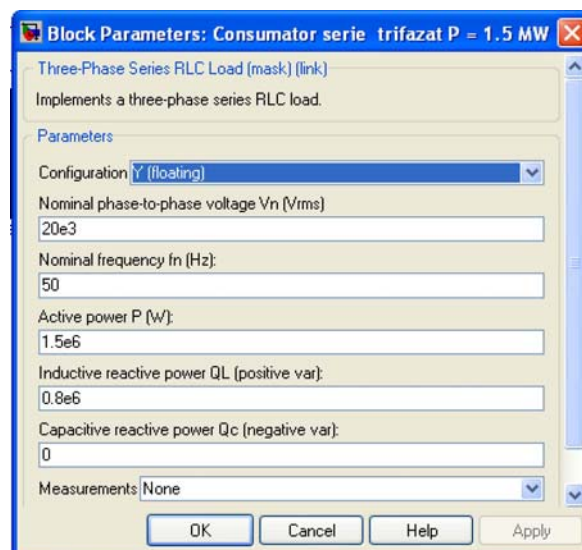 Block Parameters: Consumator serie trifazat P = 1.5 MW
Three-Phase Series RLC Load (mask) (link)
Implements a three-phase series RLC load.
Parameters
Configuration Y (floating)
Nominal phase-to-phase voltage Vn (Vrms)
20e3
Nominal frequency fn (Hz):
50
Active power P (W):
1.5e6
Inductive reactive power QL (positive var):
0.8e6
Capacitive reactive power Qc (negative var):
0
Measurements None
OK Cancel Help Apply